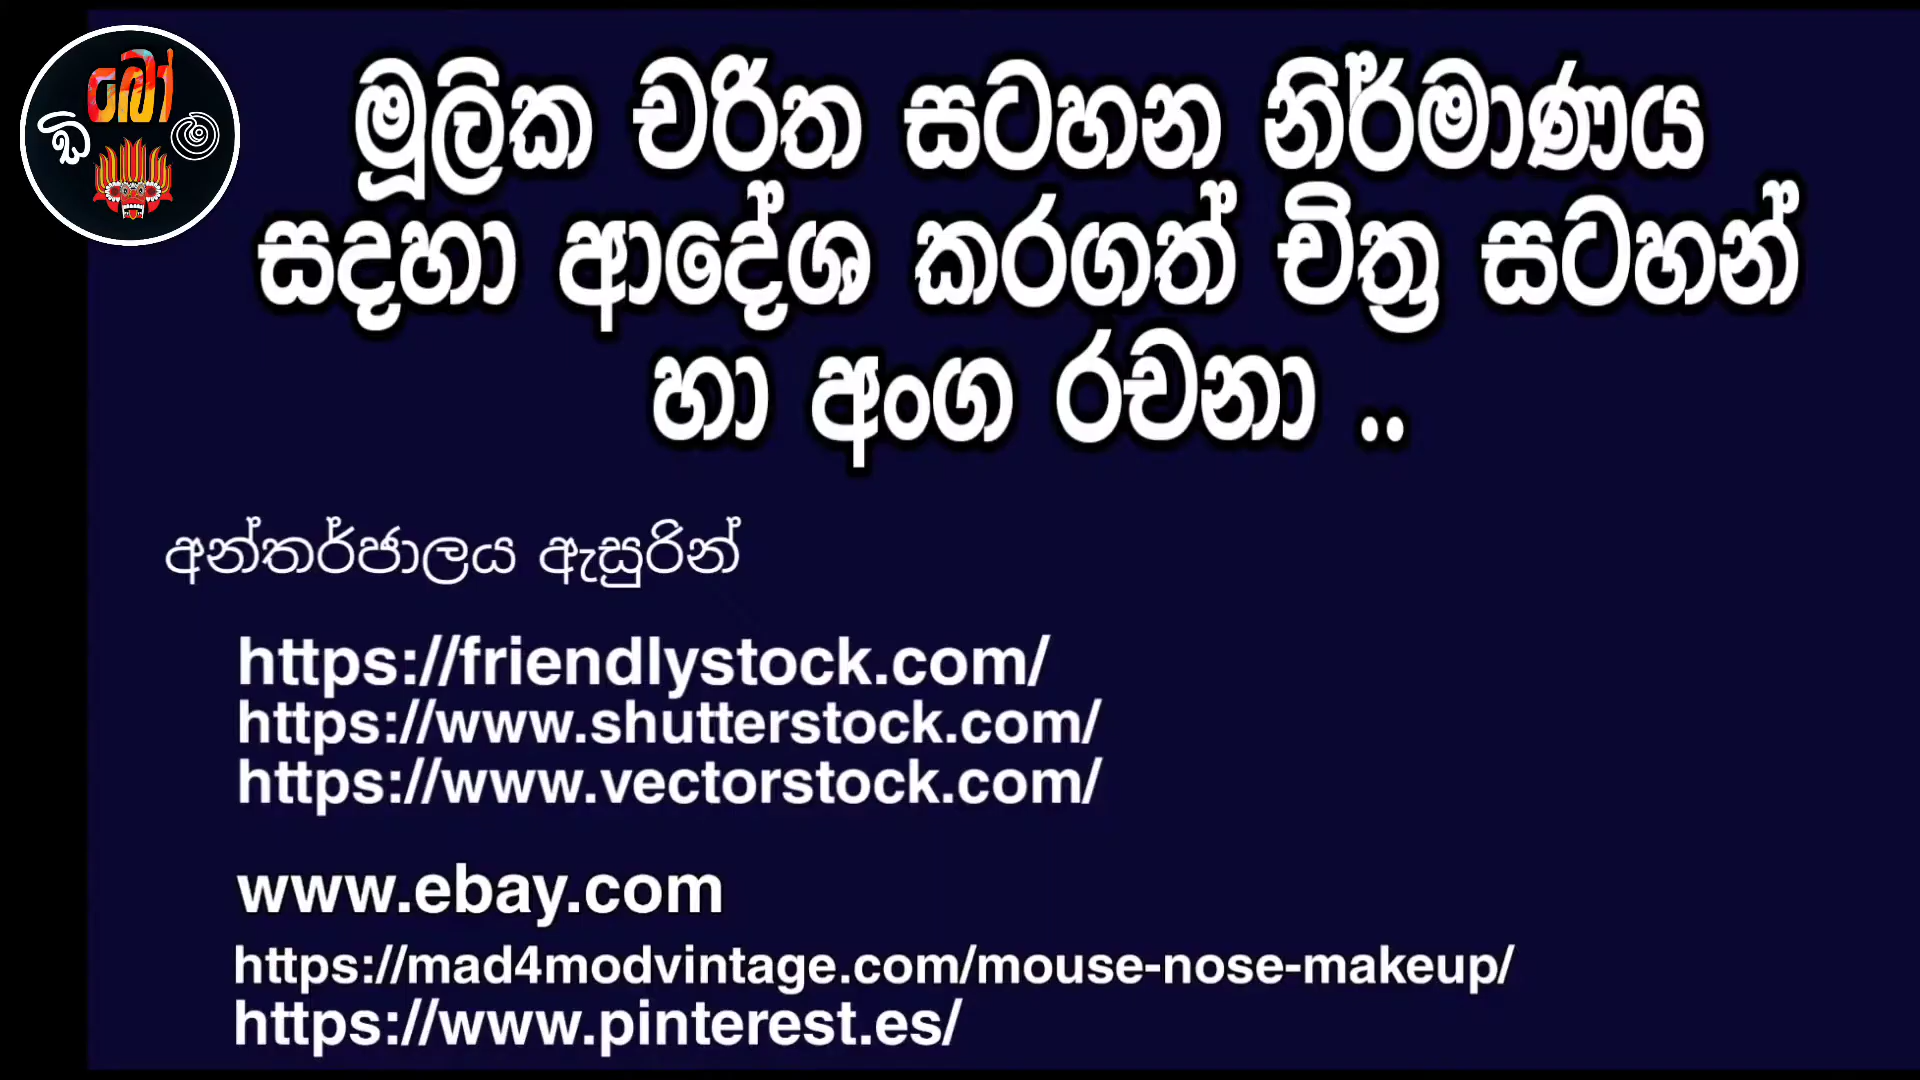 ඩිබෝම
මූලික චරිත සටහන නිර්මාණය
සදහා ආදේශ කරගත් චිත්‍ර සටහන්
හා අංග රචනා ..
අන්තර්ජාලය ඇසුරින්
https://friendlystock.com/
https://www.shutterstock.com/
https://www.vectorstock.com/
www.ebay.com
https://mad4modvintage.com/mouse-nose-makeup/
https://www.pinterest.es/